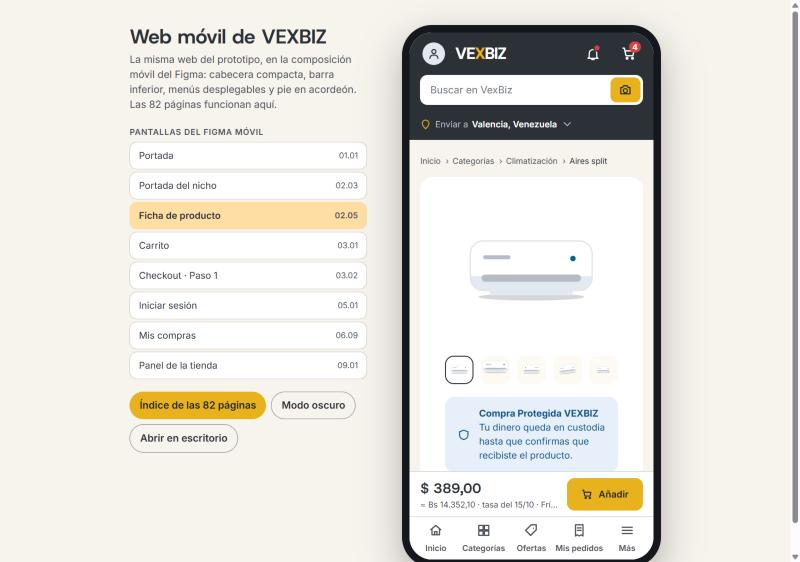 Web móvil de VEXBIZ
La misma web del prototipo, en la composición
móvil del Figma: cabecera compacta, barra
inferior, menús desplegables y pie en acordeón.
Las 82 páginas funcionan aquí.
PANTALLAS DEL FIGMA MÓVIL
Portada 01.01
Portada del nicho 02.03
Ficha de producto 02.05
Carrito 03.01
Checkout · Paso 1 03.02
Iniciar sesión 05.01
Mis compras 06.09
Panel de la tienda 09.01
Índice de las 82 páginas Modo oscuro
Abrir en escritorio
VEXBIZ 4
Buscar en VexBiz
Enviar a Valencia, Venezuela
Inicio › Categorías › Climatización › Aires split
Compra Protegida VEXBIZ
Tu dinero queda en custodia
hasta que confirmas que
recibiste el producto.
$ 389,00
≈ Bs 14.352,10 · tasa del 15/10 · Fri...
Añadir
Inicio Categorías Ofertas Mis pedidos Más